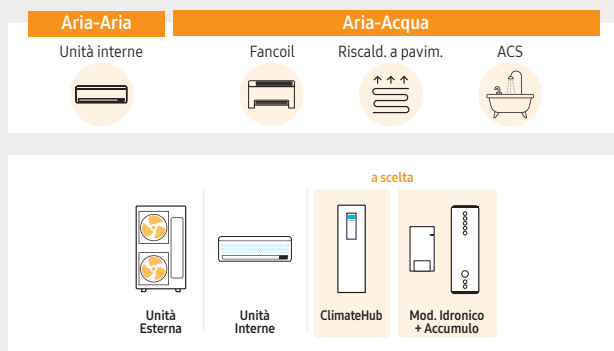 Aria-Aria
Aria-Acqua
Unità interne
Fancoil
Riscald. a pavim.
ACS
a scelta
Unità
Esterna
Unità
Interne
ClimateHub
Mod. Idronico
+ Accumulo